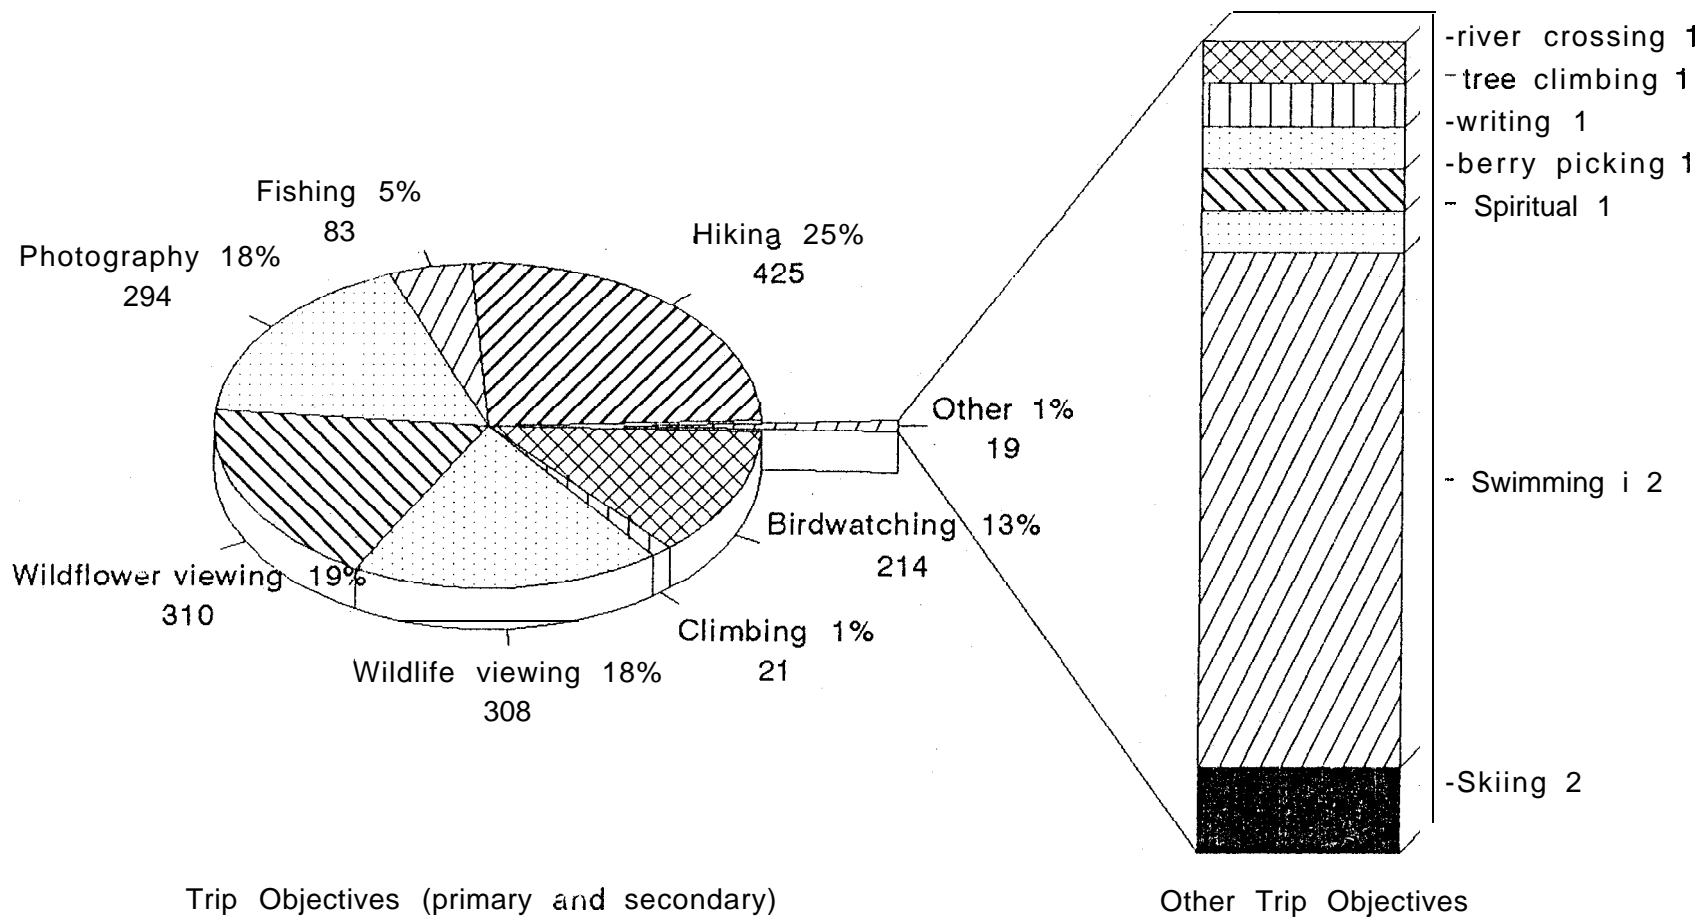 Fishing 5%
83
Photography 18%
294
Hiking 25%
425
Other 1%
19
Birdwatching 13%
214
Climbing 1%
21
Wildlife viewing 18%
308
Wildflower viewing 19%
310
Trip Objectives (primary and secondary)
-river crossing 1
- tree climbing 1
-writing 1
-berry picking 1
- Spiritual 1
- Swimming i 2
-Skiing 2
Other Trip Objectives